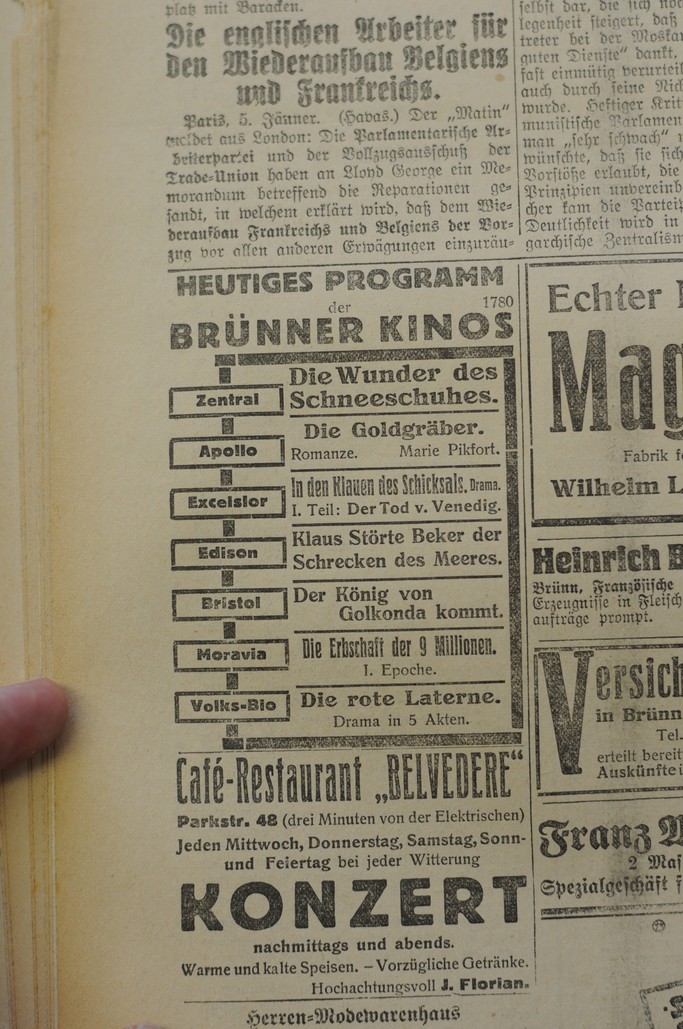 platz mit Baracken.
Die englischen Arbeiter für
den Wiederaufbau Belgiens
und Frankreichs.
Paris, 5. Jänner. (Havas.) Der „Matin"
meldet aus London: Die Parlamentarische Ar-
beiterpartei und der Vollzugsausschuß der
Trade-Union haben an Lloyd George ein Me-
morandum betreffend die Reparationen ge-
sandt, in welchem erklärt wird, daß dem Wie-
deraufbau Frankreichs und Belgiens der Vor-
zug vor allen anderen Erwägungen einzuräu-
HEUTIGES PROGRAMM
der 1780
BRÜNNER KINOS
Zentral
Die Wunder des
Schneeschuhes.
Apollo
Die Goldgräber.
Romanze. Marie Pikfort.
Excelsior
In den Klauen des Schicksals. Drama.
I. Teil: Der Tod v. Venedig.
Edison
Klaus Störte Beker der
Schrecken des Meeres.
Bristol
Der König von
Golkonda kommt.
Moravia
Die Erbschaft der 9 Millionen.
I. Epoche.
Volks-Bio
Die rote Laterne.
Drama in 5 Akten.
Café-Restaurant „BELVEDERE"
Parkstr. 48 (drei Minuten von der Elektrischen)
Jeden Mittwoch, Donnerstag, Samstag, Sonn-
und Feiertag bei jeder Witterung
KONZERT
nachmittags und abends.
Warme und kalte Speisen. – Vorzügliche Getränke.
Hochachtungsvoll J. Florian.
Herren-Modewarenhaus
selbst dar, die sich
legenheit steigert, daß
treter bei der Moskau
guten Dienste" dankt,
fast einmütig verurteil
auch durch seine Nich
wurde. Heftiger Krit
munistische Parlamen
man „sehr schwach"
wünschte, daß sie sich
Vorstöße erlaubt, die
Prinzipien unvereinb
cher kam die Partei
Deutlichkeit wird in
garchische Zentralism
Echter
Mag
Fabrik
Wilhelm L
Heinrich B
Brünn, Französische
Erzeugnisse in Fleisch
aufträge prompt.
Versich
in Brünn
Tel.
erteilt bereit
Auskünfte i
Franz
2 Mas
Spezialgeschäft f